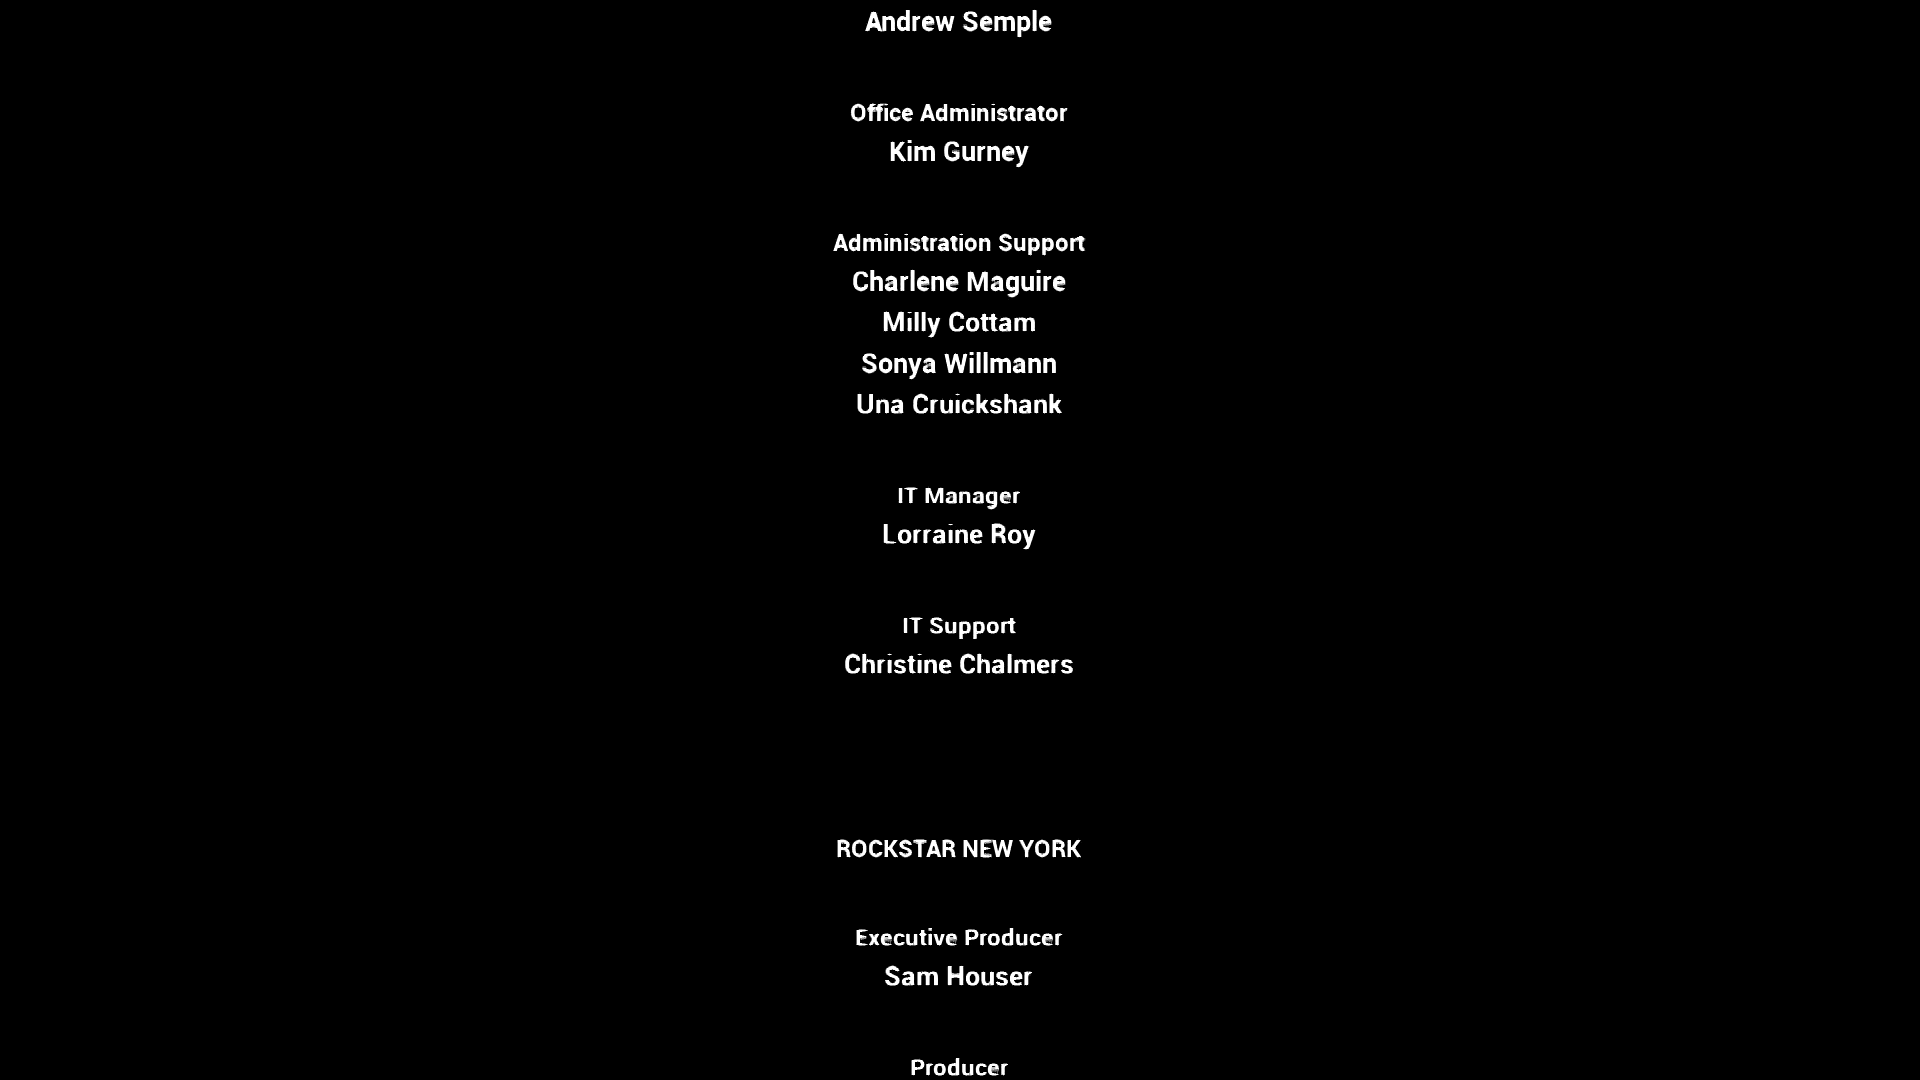 Andrew Semple
Office Administrator
Kim Gurney
Administration Support
Charlene Maguire
Milly Cottam
Sonya Willmann
Una Cruickshank
IT Manager
Lorraine Roy
IT Support
Christine Chalmers
ROCKSTAR NEW YORK
Executive Producer
Sam Houser
Producer